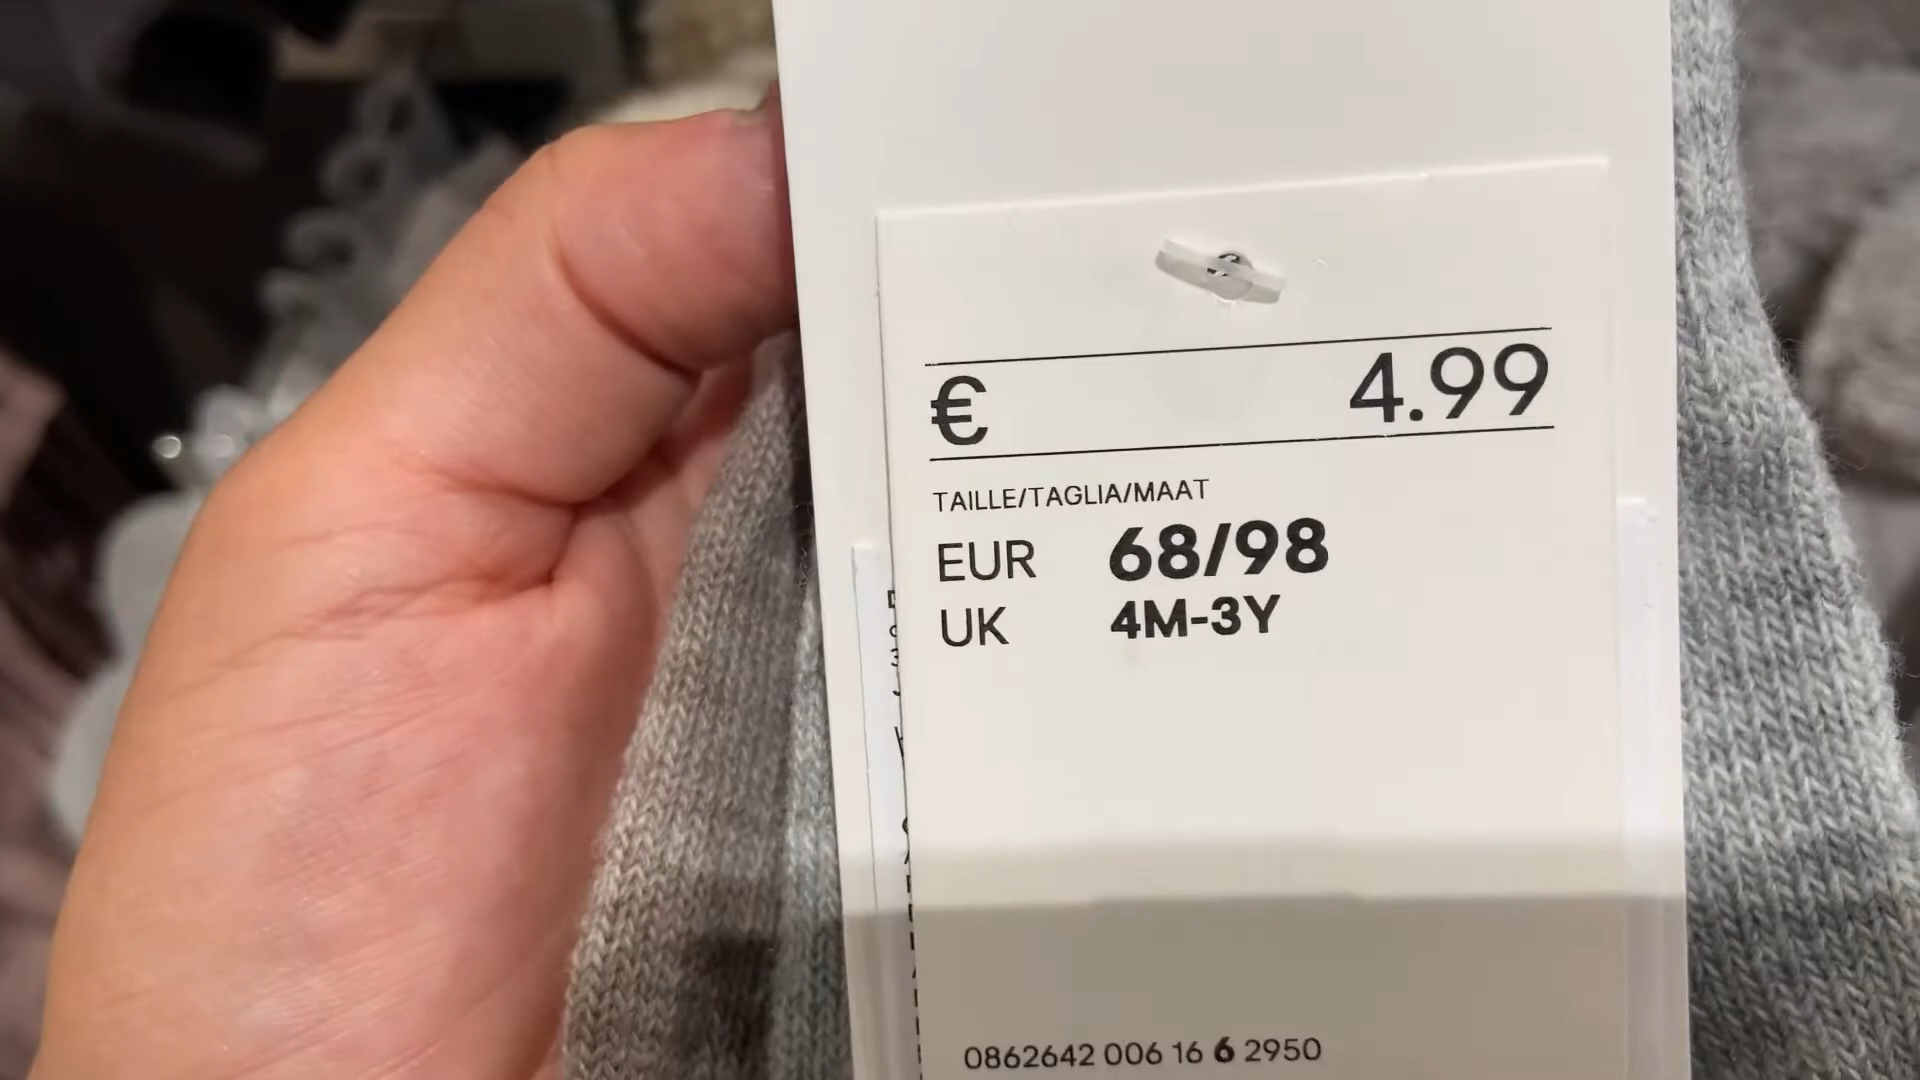 € 4.99
TAILLE/TAGLIA/MAAT
EUR 68/98
UK 4M-3Y
0862642 006 16 6 2950